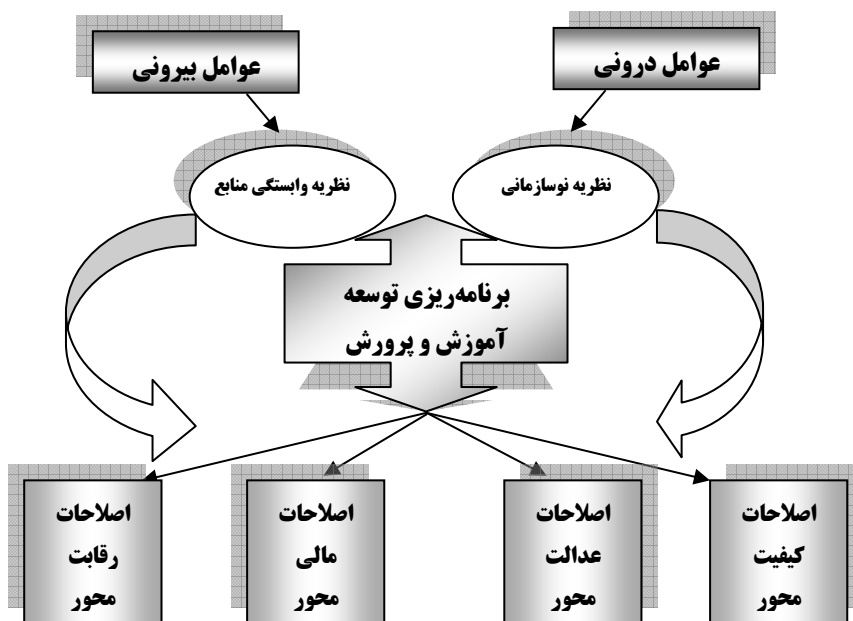 عوامل درونی
عوامل بیرونی
نظریه نوسازمانی
نظریه وابستگی منابع
برنامه‌ریزی توسعه
آموزش و پرورش
اصلاحات
کیفیت
محور
اصلاحات
عدالت
محور
اصلاحات
مالی
محور
اصلاحات
رقابت
محور